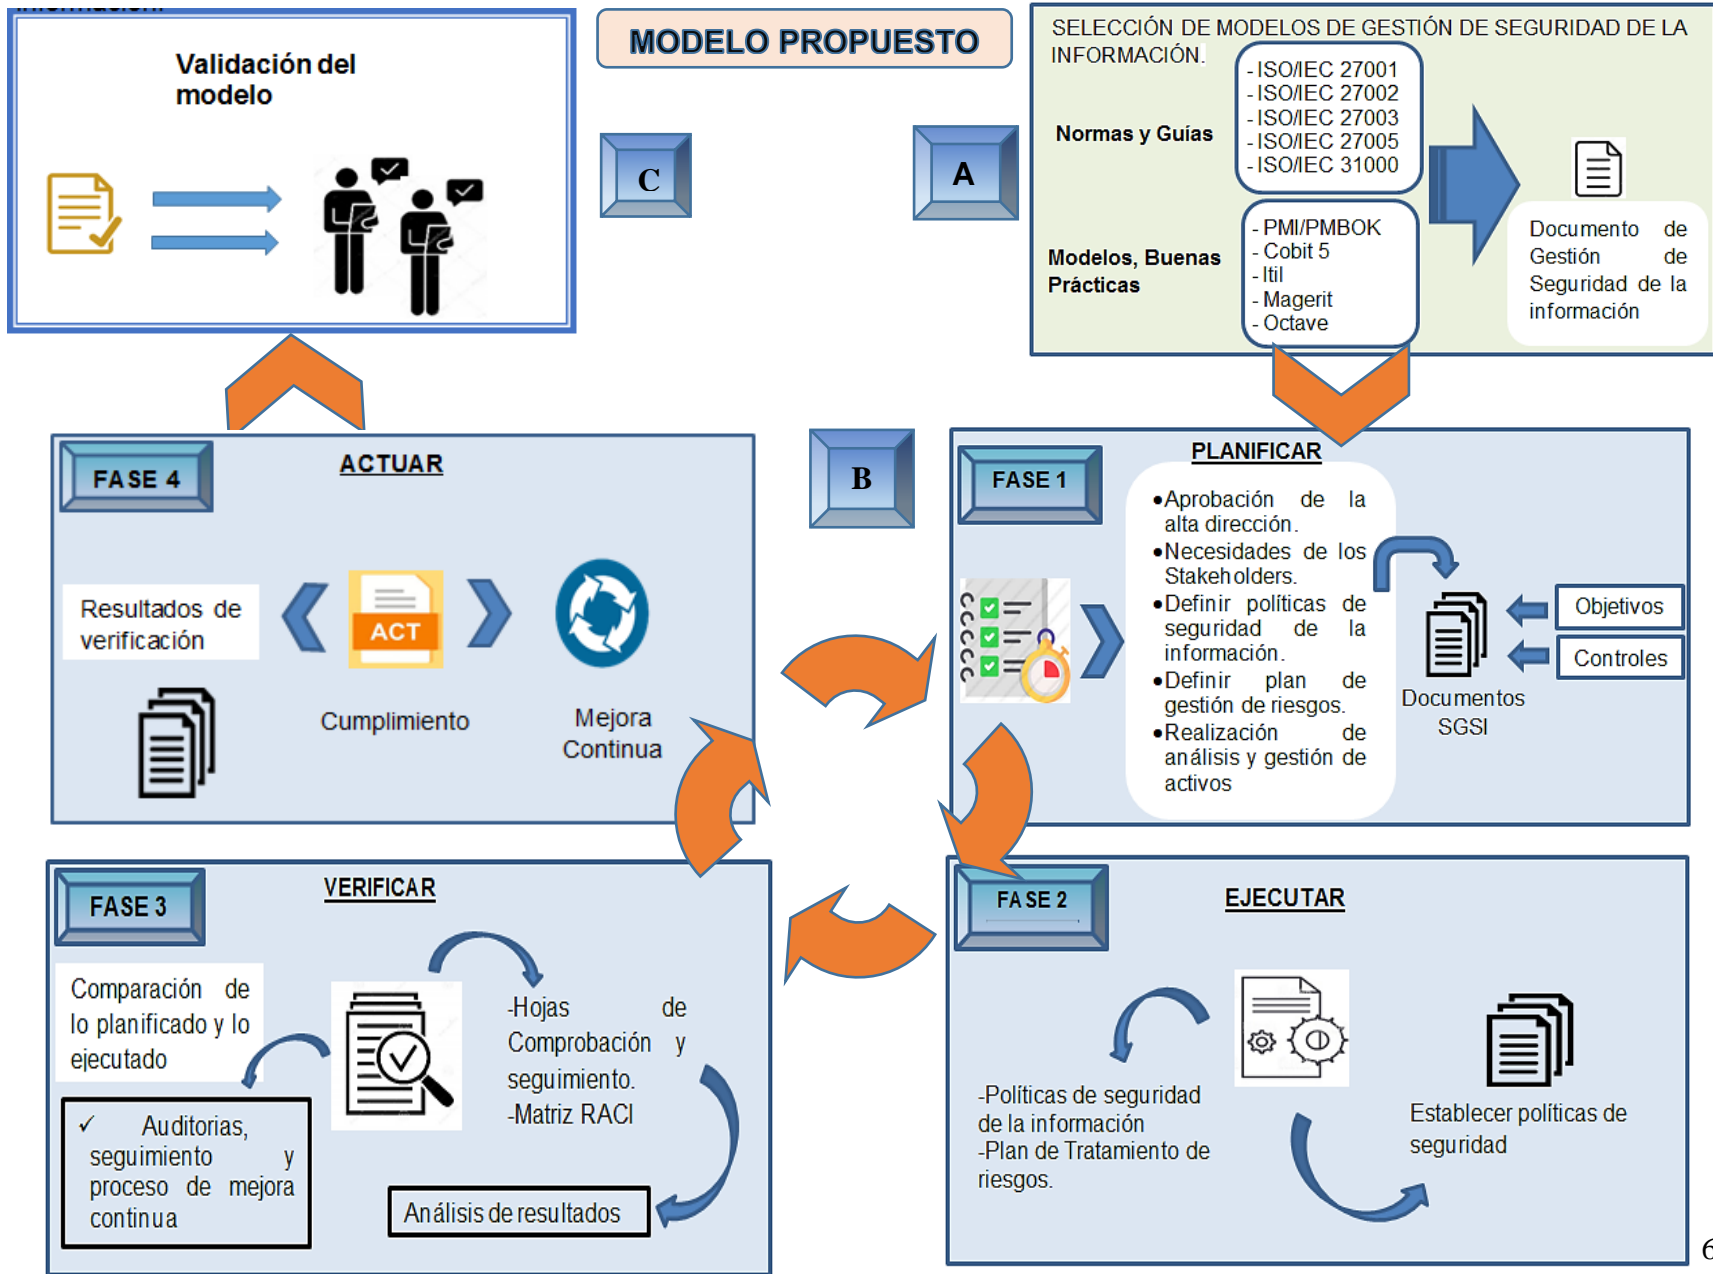 información.
MODELO PROPUESTO
Validación del
modelo
C
A
SELECCIÓN DE MODELOS DE GESTIÓN DE SEGURIDAD DE LA
INFORMACIÓN.
Normas y Guías
- ISO/IEC 27001
- ISO/IEC 27002
- ISO/IEC 27003
- ISO/IEC 27005
- ISO/IEC 31000
Modelos, Buenas
Prácticas
- PMI/PMBOK
- Cobit 5
- Itil
- Magerit
- Octave
Documento de
Gestión de
Seguridad de la
información
B
FASE 1
PLANIFICAR
•Aprobación de la
alta dirección.
•Necesidades de los
Stakeholders.
•Definir políticas de
seguridad de la
información.
•Definir plan de
gestión de riesgos.
•Realización de
análisis y gestión de
activos
Objetivos
Controles
Documentos
SGSI
FASE 2
EJECUTAR
-Políticas de seguridad
de la información
-Plan de Tratamiento de
riesgos.
Establecer políticas de
seguridad
FASE 3
VERIFICAR
Comparación de
lo planificado y lo
ejecutado
✓ Auditorias,
seguimiento y
proceso de mejora
continua
-Hojas de
Comprobación y
seguimiento.
-Matriz RACI
Análisis de resultados
FASE 4
ACTUAR
Resultados de
verificación
ACT
Cumplimiento
Mejora
Continua
6